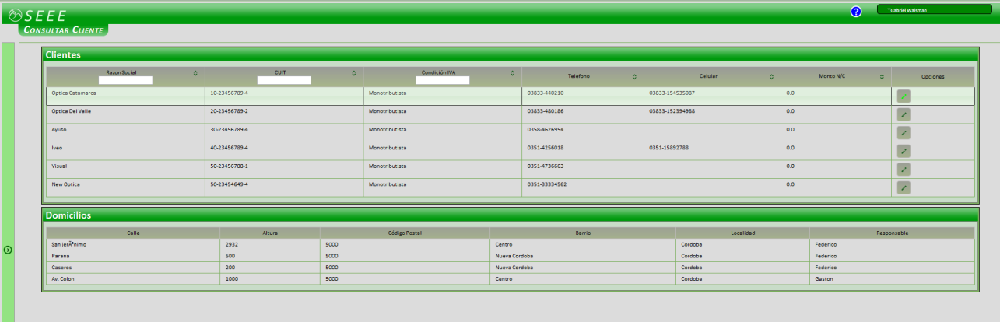 SEEE
? "Gabriel Waisman
CONSULTAR CLIENTE
Clientes
Razon Social CUIT Condición IVA Telefono Celular Monto N/C Opciones
Optica Catamarca 10-23456789-4 Monotributista 03833-440210 03833-154535087 0.0
Optica Del Valle 20-23456789-2 Monotributista 03833-480186 03833-152394988 0.0
Ayuso 30-23456789-4 Monotributista 0358-4626954 0.0
Iveo 40-23456789-4 Monotributista 0351-4256018 0351-15892788 0.0
Visual 50-23456788-1 Monotributista 0351-4736663 0.0
New Optica 50-23454649-4 Monotributista 0351-33334562 0.0
Domicilios
Calle Altura Código Postal Barrio Localidad Responsable
San JerÃ³nimo 2932 5000 Centro Cordoba Federico
Parana 500 5000 Nueva Cordoba Cordoba Federico
Caseros 200 5000 Nueva Cordoba Cordoba Federico
Av. Colon 1000 5000 Centro Cordoba Gaston